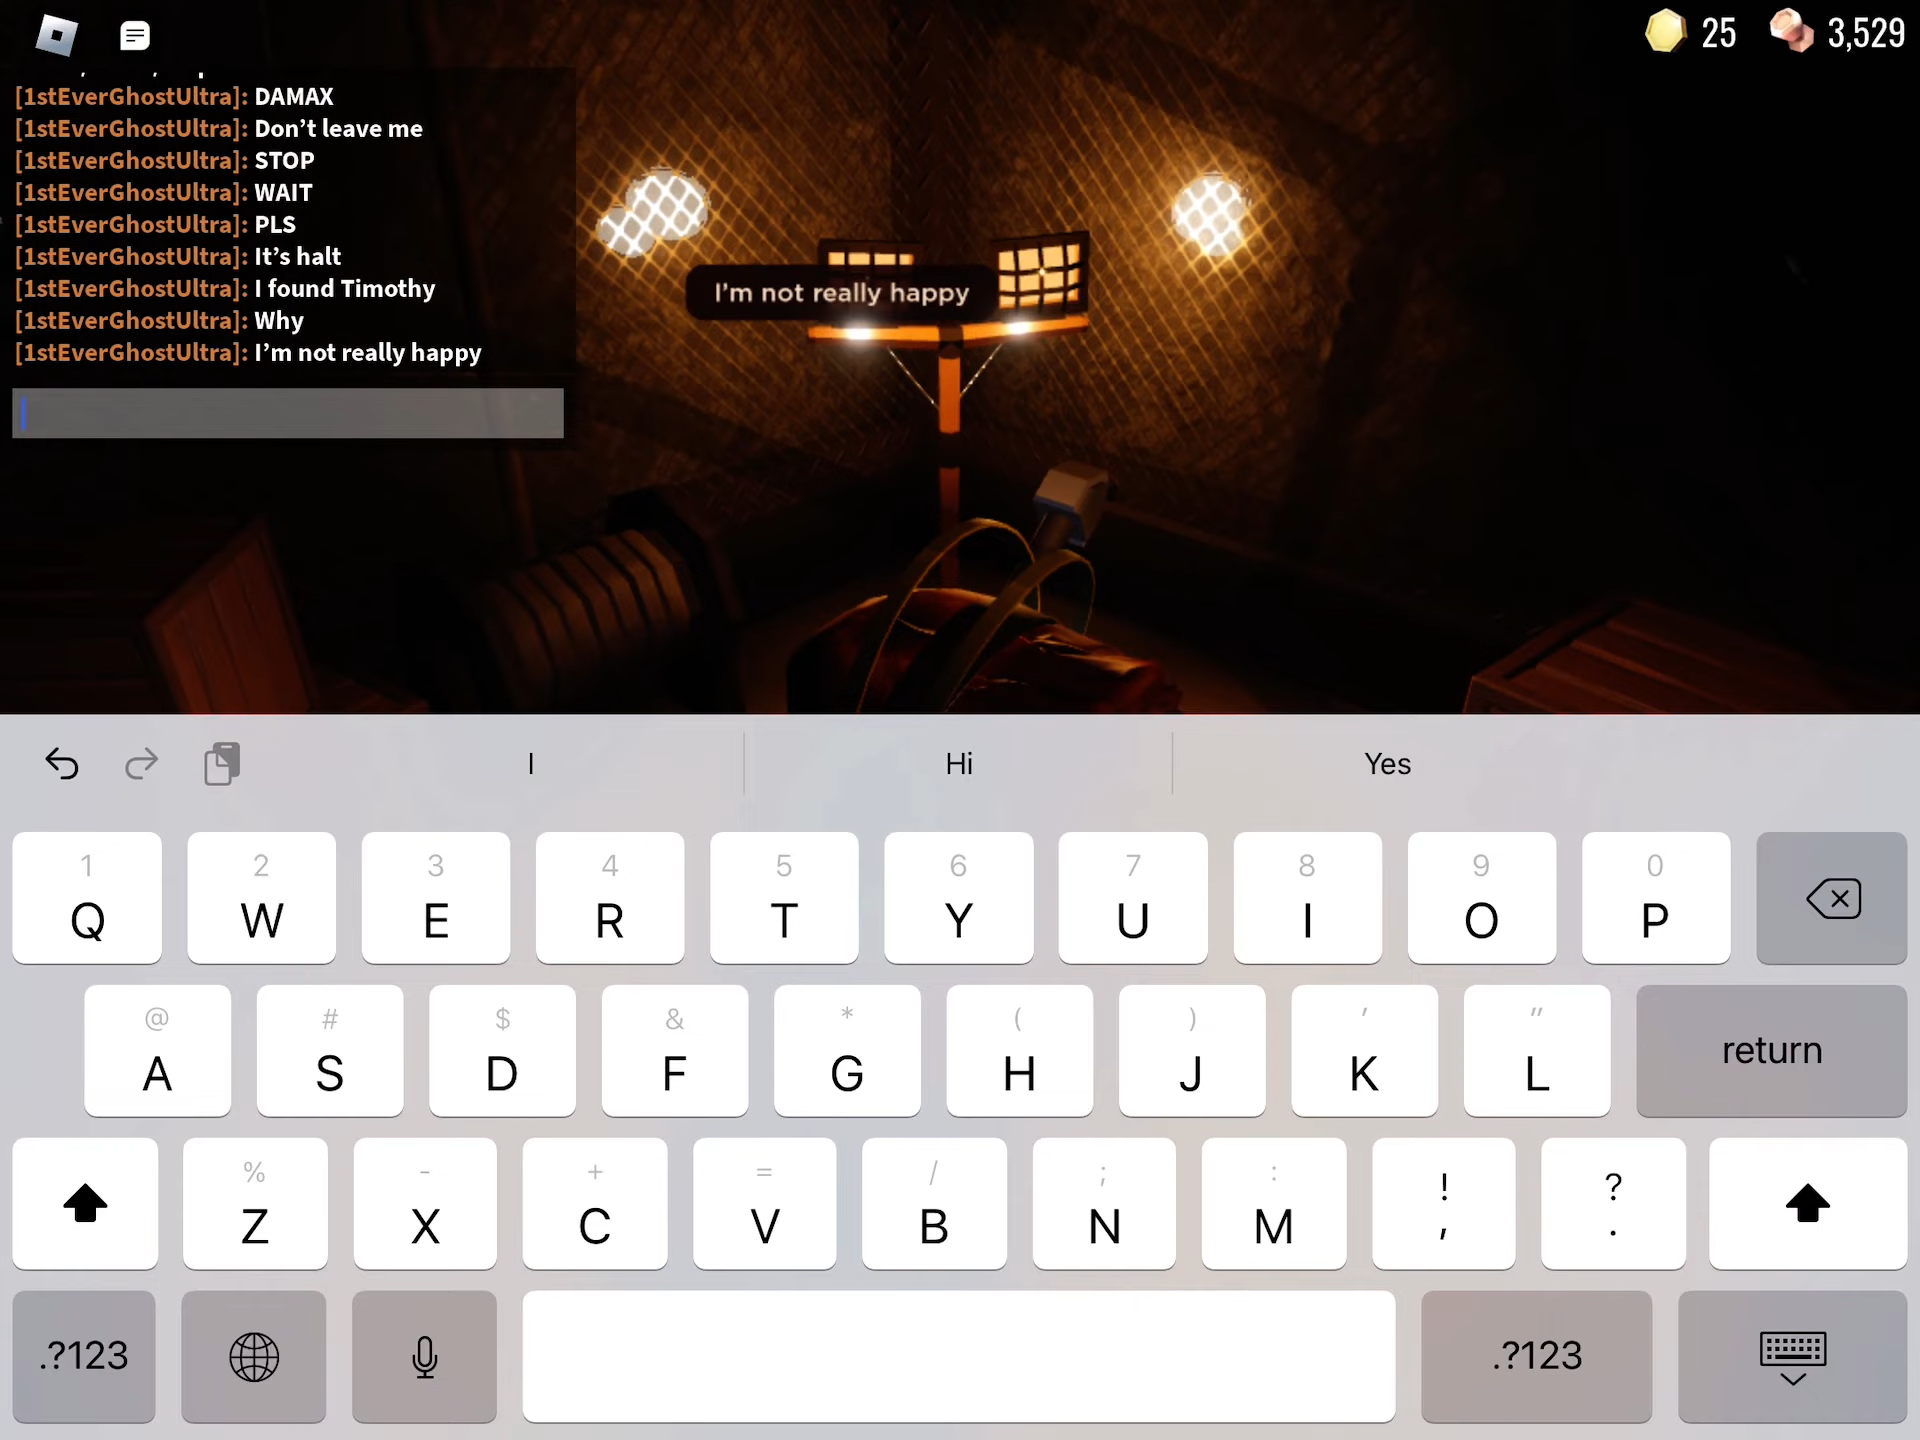 25 3,529
[1stEverGhostUltra]: DAMAX
[1stEverGhostUltra]: Don’t leave me
[1stEverGhostUltra]: STOP
[1stEverGhostUltra]: WAIT
[1stEverGhostUltra]: PLS
[1stEverGhostUltra]: It’s halt
[1stEverGhostUltra]: I found Timothy
[1stEverGhostUltra]: Why
[1stEverGhostUltra]: I’m not really happy
I’m not really happy
I Hi Yes
1 2 3 4 5 6 7 8 9 0
Q W E R T Y U I O P
@ # $ & * ( ) ' "
A S D F G H J K L return
% - + = / ; : ! ?
Z X C V B N M , .
.?123 .?123